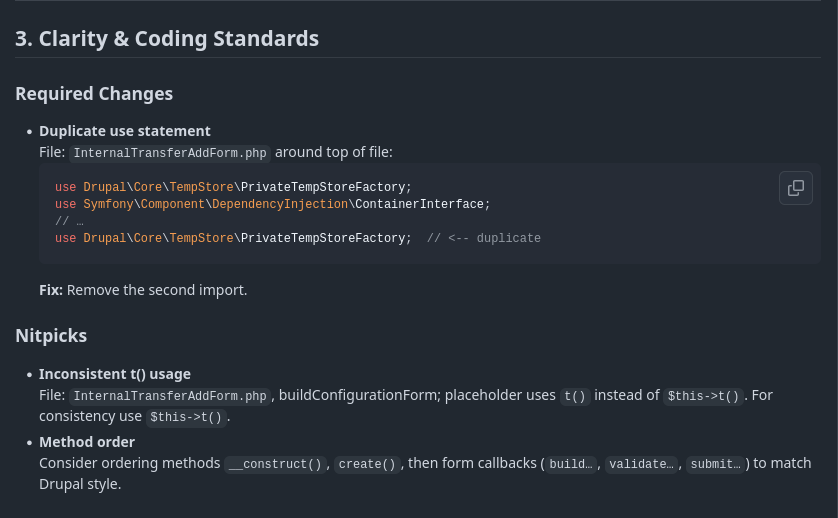 3. Clarity & Coding Standards
Required Changes
• Duplicate use statement
File: InternalTransferAddForm.php around top of file:
use Drupal\Core\TempStore\PrivateTempStoreFactory;
use Symfony\Component\DependencyInjection\ContainerInterface;
// …
use Drupal\Core\TempStore\PrivateTempStoreFactory;  // <-- duplicate
Fix: Remove the second import.
Nitpicks
• Inconsistent t() usage
File: InternalTransferAddForm.php, buildConfigurationForm; placeholder uses t() instead of $this->t(). For
consistency use $this->t().
• Method order
Consider ordering methods __construct(), create(), then form callbacks (build…, validate…, submit…) to match
Drupal style.